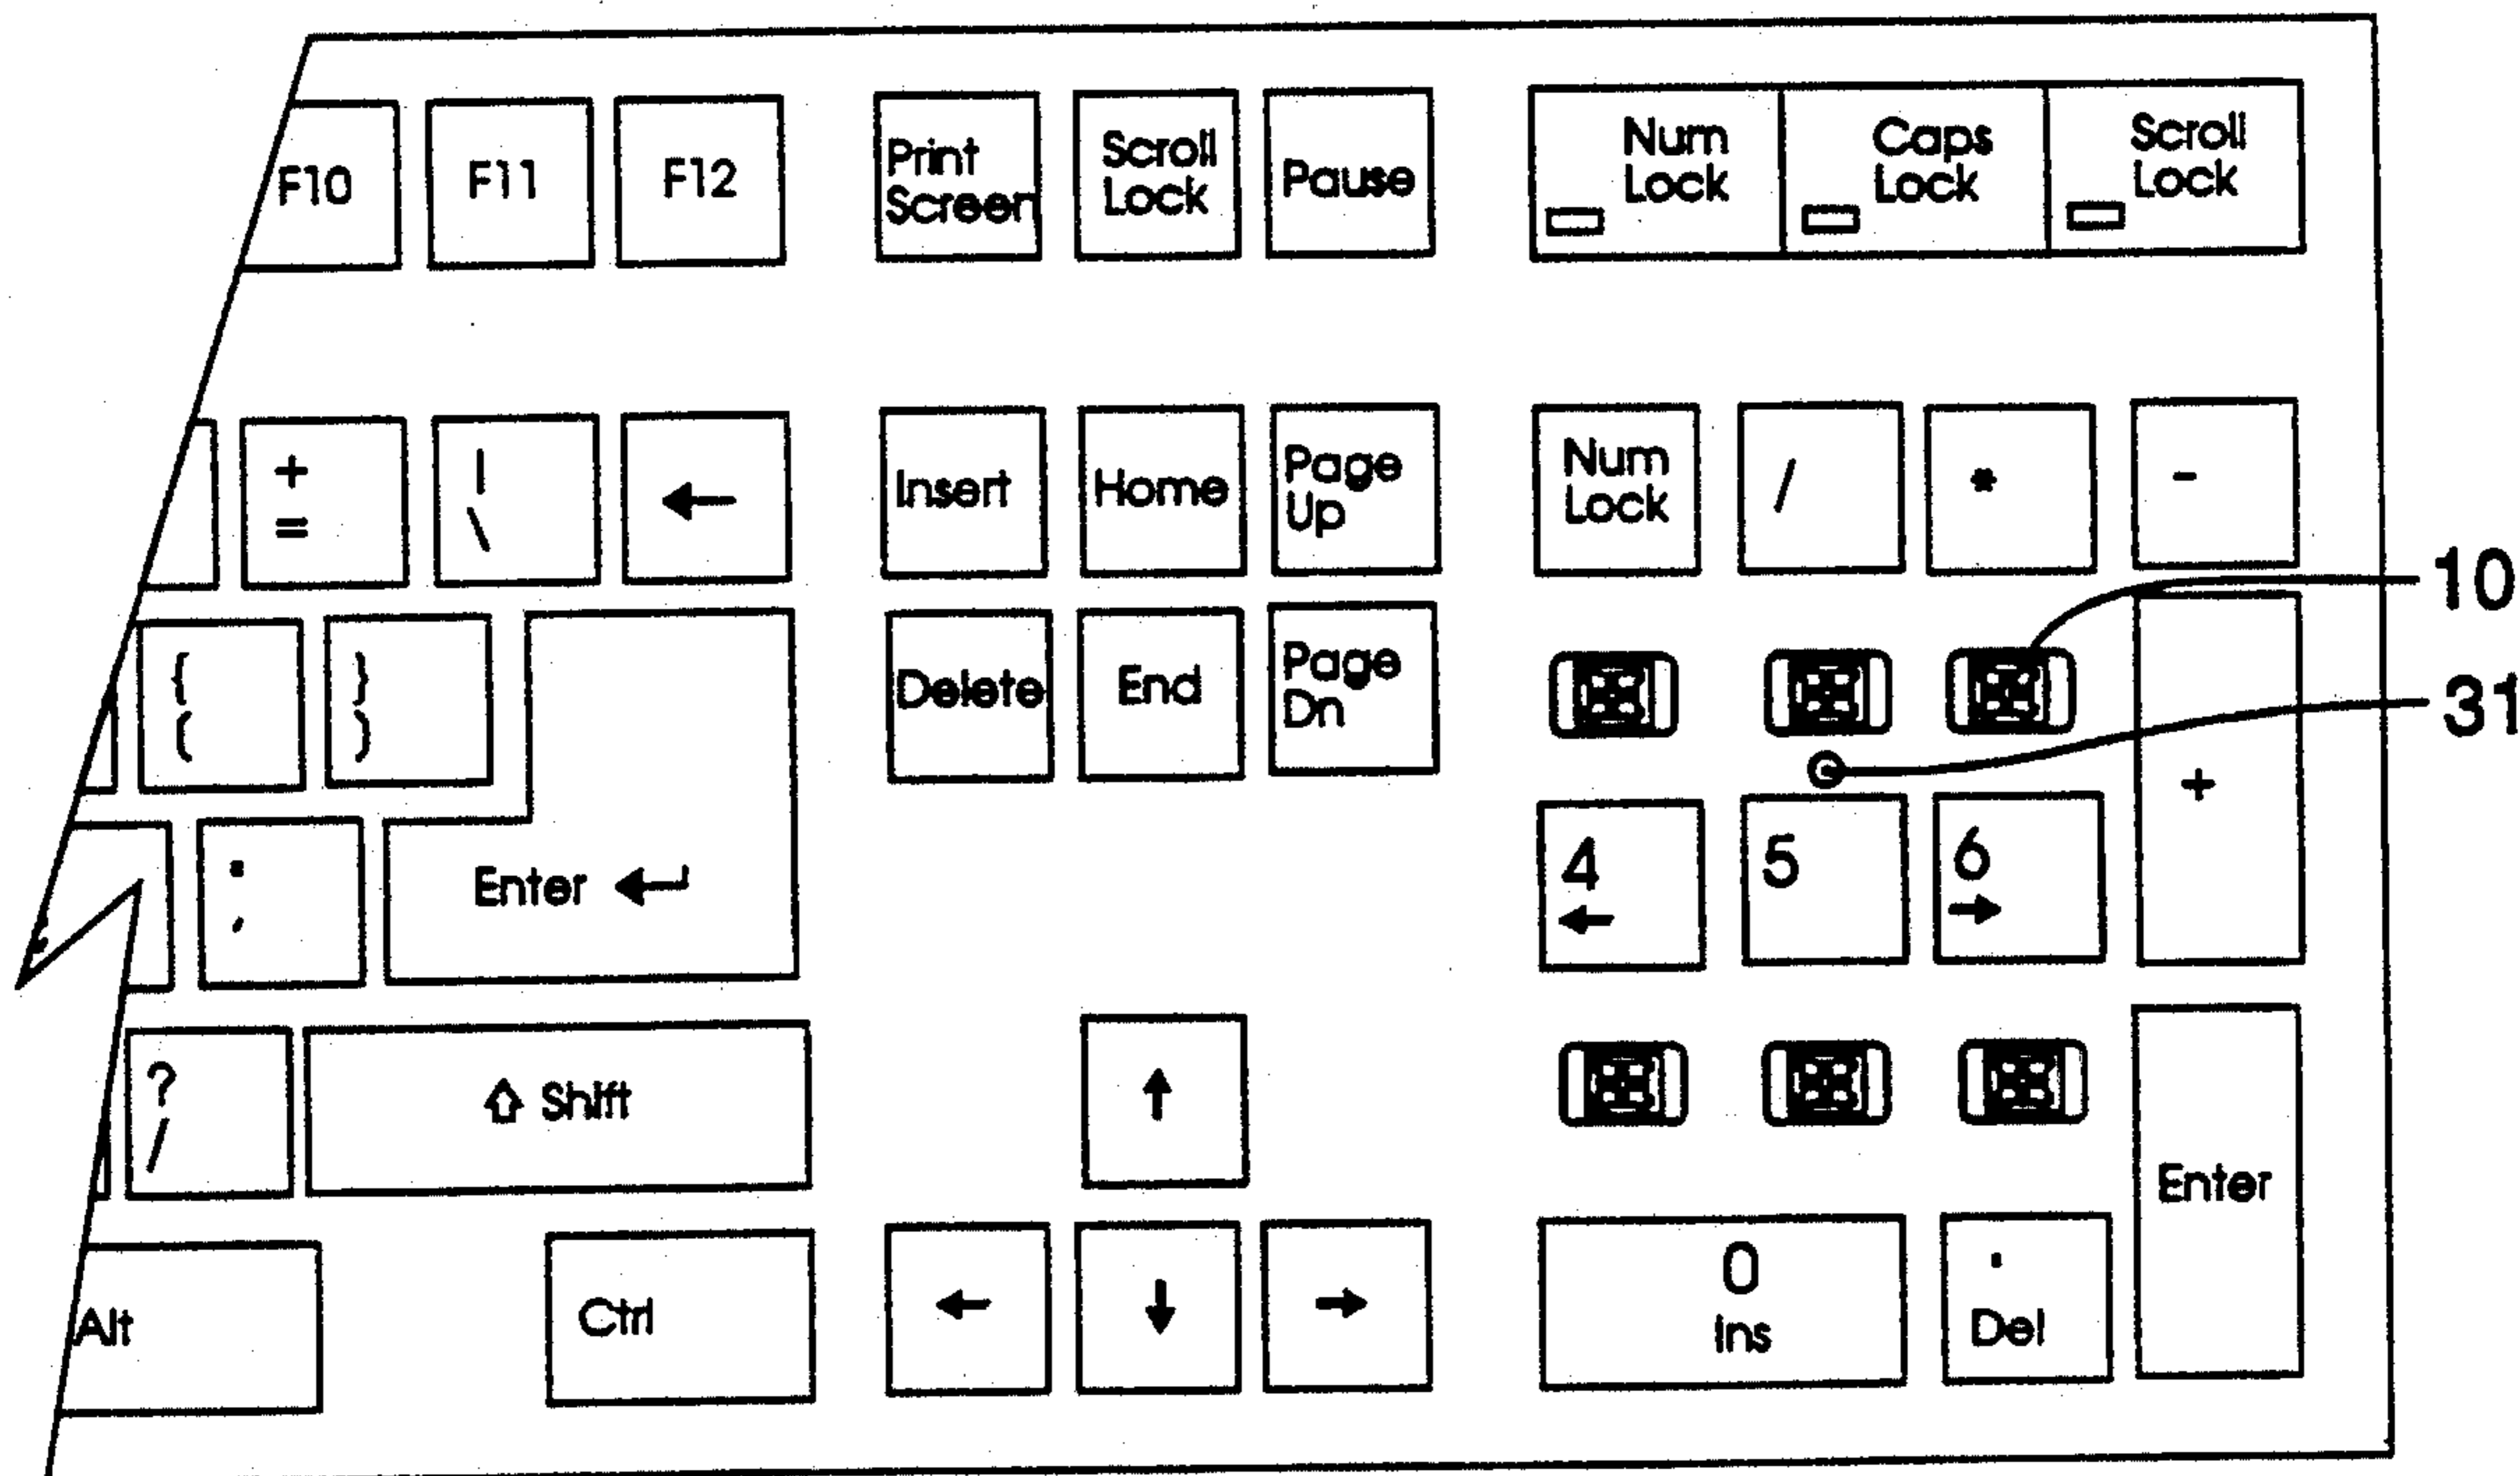 F10
F11
F12
Print
Screen
Scroll
Lock
Pause
Num
Lock
Caps
Lock
Scroll
Lock
+
=
|
\
←
Insert
Home
Page
Up
Num
Lock
/
*
-
10
{
(
}
)
Delete
End
Page
Dn
31
+
"
,
Enter ↵
4
←
5
6
→
?
/
⇧ Shift
↑
Enter
Alt
Ctrl
←
↓
→
0
Ins
.
Del